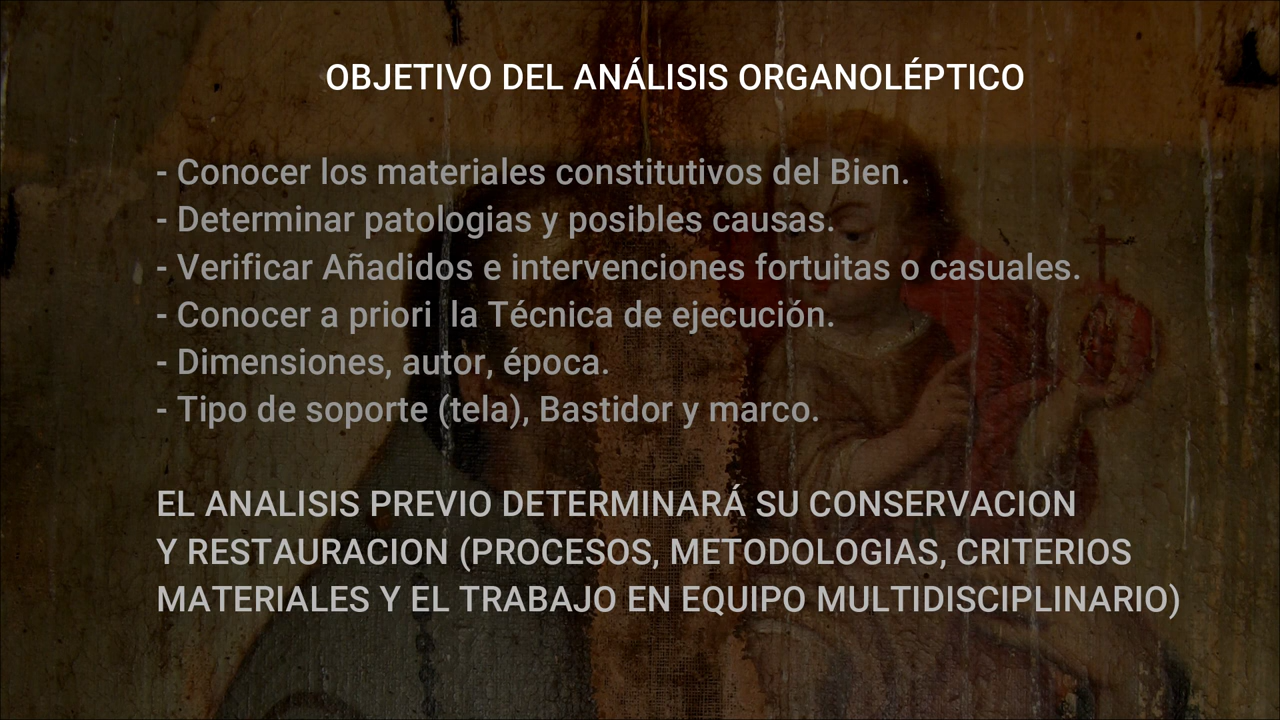 OBJETIVO DEL ANÁLISIS ORGANOLÉPTICO
- Conocer los materiales constitutivos del Bien.
- Determinar patologias y posibles causas.
- Verificar Añadidos e intervenciones fortuitas o casuales.
- Conocer a priori  la Técnica de ejecución.
- Dimensiones, autor, época.
- Tipo de soporte (tela), Bastidor y marco.
EL ANALISIS PREVIO DETERMINARÁ SU CONSERVACION
Y RESTAURACION (PROCESOS, METODOLOGIAS, CRITERIOS
MATERIALES Y EL TRABAJO EN EQUIPO MULTIDISCIPLINARIO)